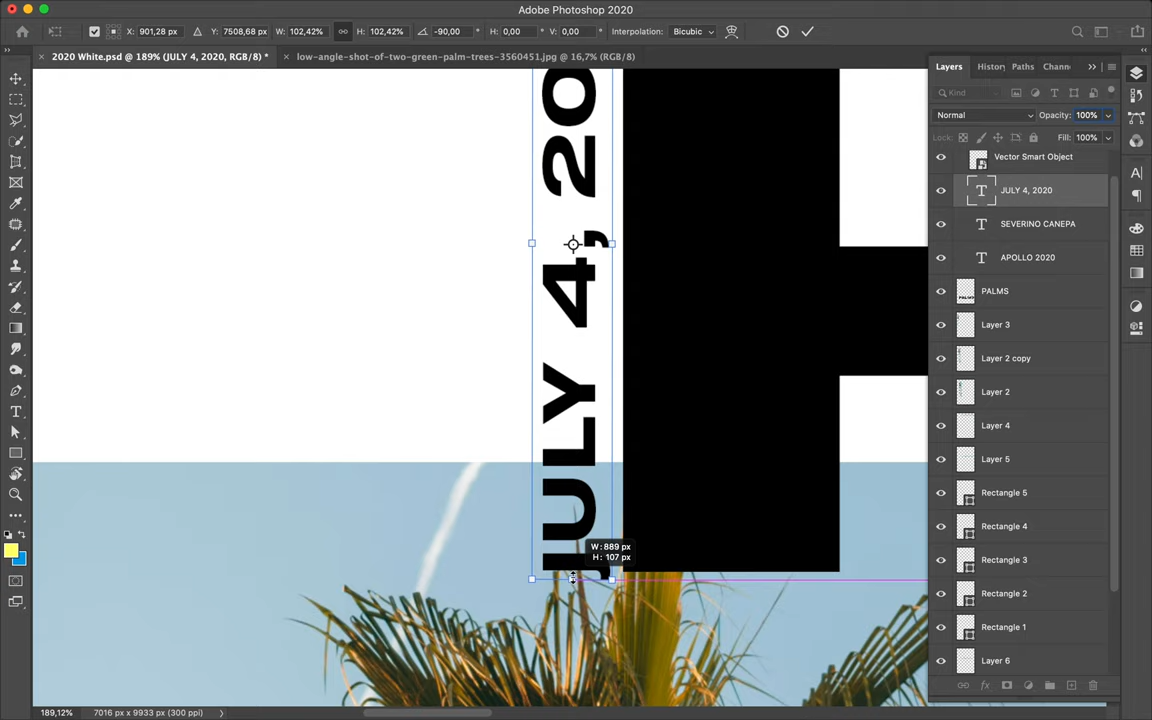 Adobe Photoshop 2020
X: 901,28 px Y: 7508,68 px W: 102,42% H: 102,42% -90,00 ° H: 0,00 ° V: 0,00 ° Interpolation: Bicubic
2020 White.psd @ 189% (JULY 4, 2020, RGB/8) *
low-angle-shot-of-two-green-palm-trees-3560451.jpg @ 16,7% (RGB/8)
Layers History Paths Chann
Kind
Normal Opacity: 100%
Lock: Fill: 100%
Vector Smart Object
JULY 4, 2020
SEVERINO CANEPA
APOLLO 2020
PALMS
Layer 3
Layer 2 copy
Layer 2
Layer 4
Layer 5
Rectangle 5
Rectangle 4
Rectangle 3
Rectangle 2
Rectangle 1
Layer 6
JULY 4, 20
W: 889 px
H: 107 px
189,12% 7016 px x 9933 px (300 ppi)